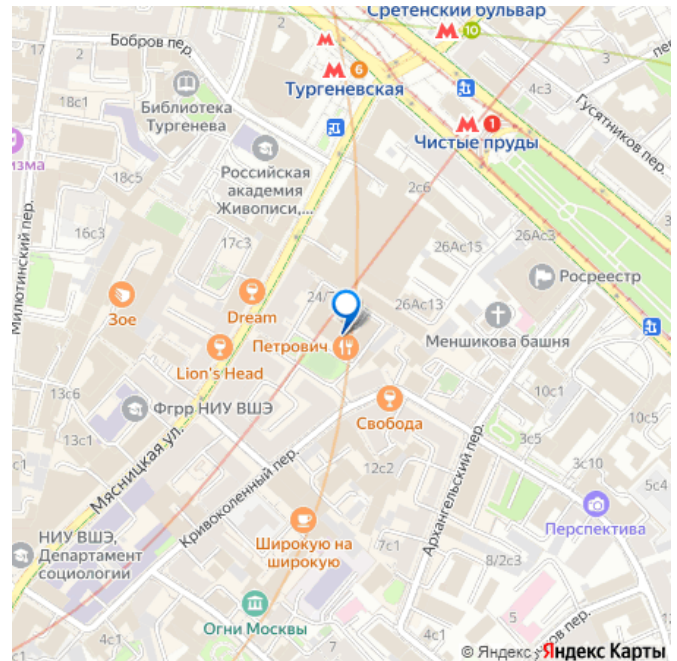 Сретенский бульвар
10
Бобров пер.
2
17
6
Тургеневская
4с3
18с1
Библиотека
Тургенева
1
Чистые пруды
Гусятников пер.
Российская
академия
Живописи,...
18с5
2с6
16с3
17с3
26Ас15
26Ас3
Милютинский пер.
Росреестр
26Ас13
Зое
Dream
Меншикова башня
Петрович
Lion's Head
13с6
10с1
Фгрр НИУ ВШЭ
Свобода
10с5
13с1
Мясницкая ул.
3с5
Кривоколенный пер.
12с2
3с10
Архангельский пер.
5с4
НИУ ВШЭ,
Департамент
социологии
Широкую на
широкую
7с1
Перспектива
8/2с3
Огни Москвы
4с1
5
4с1
2
9с1
7
© Яндекс
Яндекс Карты